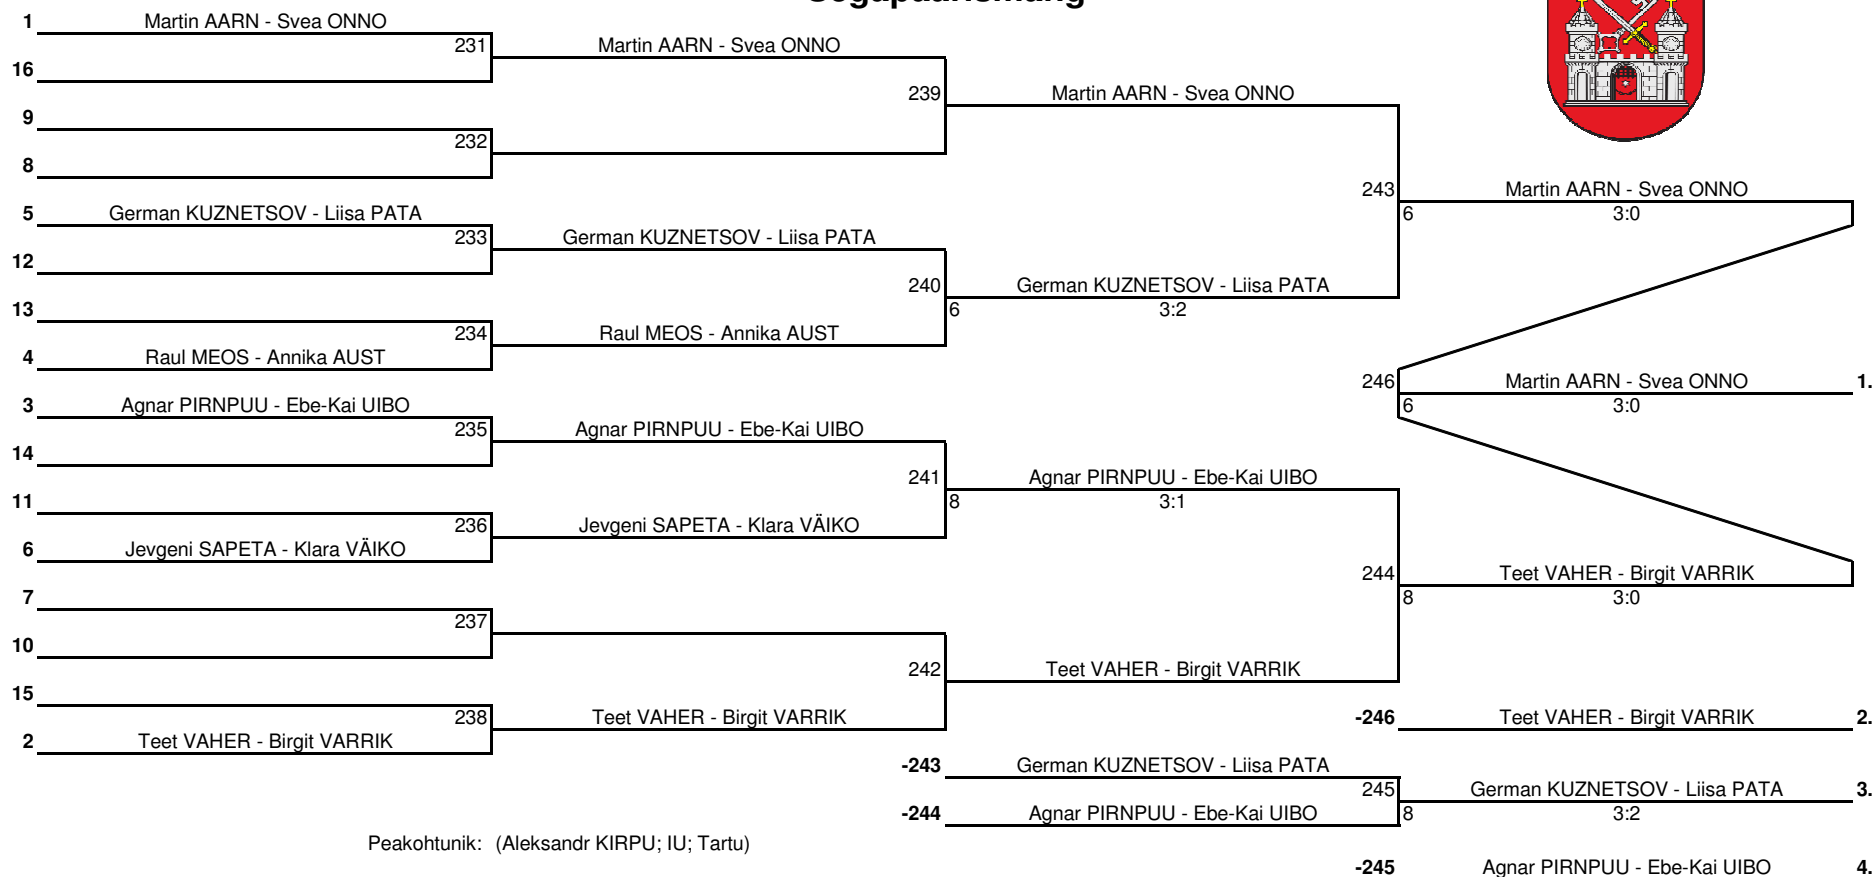 1 Martin AARN - Svea ONNO
231 Martin AARN - Svea ONNO
16
239 Martin AARN - Svea ONNO
9
232
8
243 Martin AARN - Svea ONNO
5 German KUZNETSOV - Liisa PATA 6 3:0
233 German KUZNETSOV - Liisa PATA
12
240 German KUZNETSOV - Liisa PATA
13 6 3:2
234 Raul MEOS - Annika AUST
4 Raul MEOS - Annika AUST
246 Martin AARN - Svea ONNO 1.
3 Agnar PIRNPUU - Ebe-Kai UIBO 6 3:0
235 Agnar PIRNPUU - Ebe-Kai UIBO
14
241 Agnar PIRNPUU - Ebe-Kai UIBO
11 8 3:1
236 Jevgeni SAPETA - Klara VÄIKO
6 Jevgeni SAPETA - Klara VÄIKO
244 Teet VAHER - Birgit VARRIK
7 8 3:0
237
10
242 Teet VAHER - Birgit VARRIK
15
238 Teet VAHER - Birgit VARRIK -246 Teet VAHER - Birgit VARRIK 2.
2 Teet VAHER - Birgit VARRIK
-243 German KUZNETSOV - Liisa PATA
245 German KUZNETSOV - Liisa PATA 3.
-244 Agnar PIRNPUU - Ebe-Kai UIBO 8 3:2
Peakohtunik: (Aleksandr KIRPU; IU; Tartu)
-245 Agnar PIRNPUU - Ebe-Kai UIBO 4.